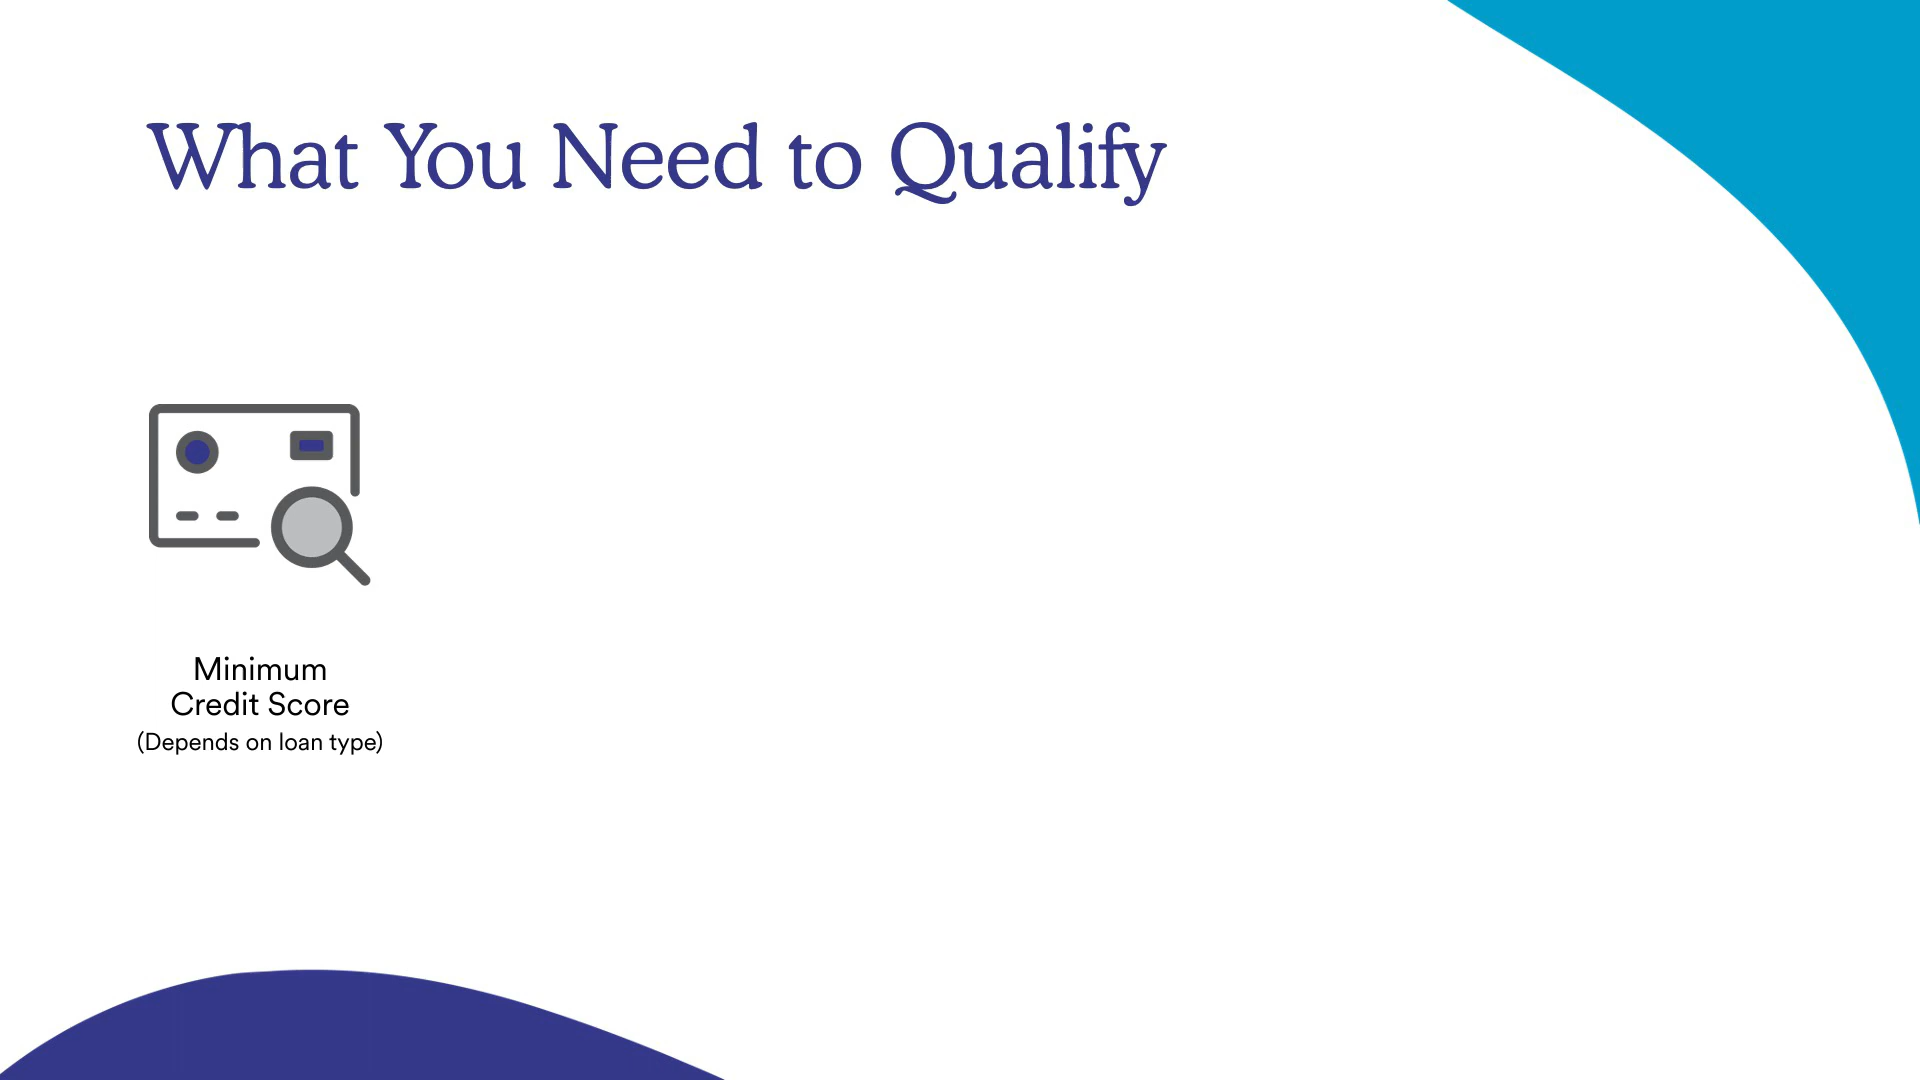 What You Need to Qualify
Minimum
Credit Score
(Depends on loan type)